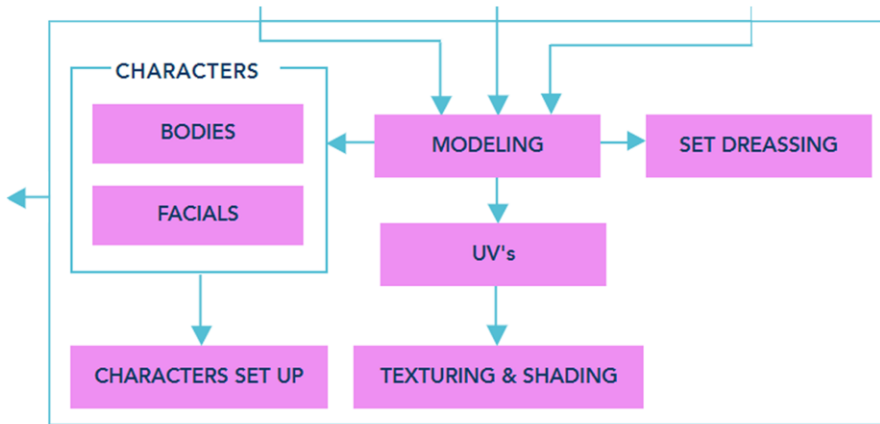 CHARACTERS
BODIES
MODELING
SET DREASSING
FACIALS
UV's
CHARACTERS SET UP
TEXTURING & SHADING